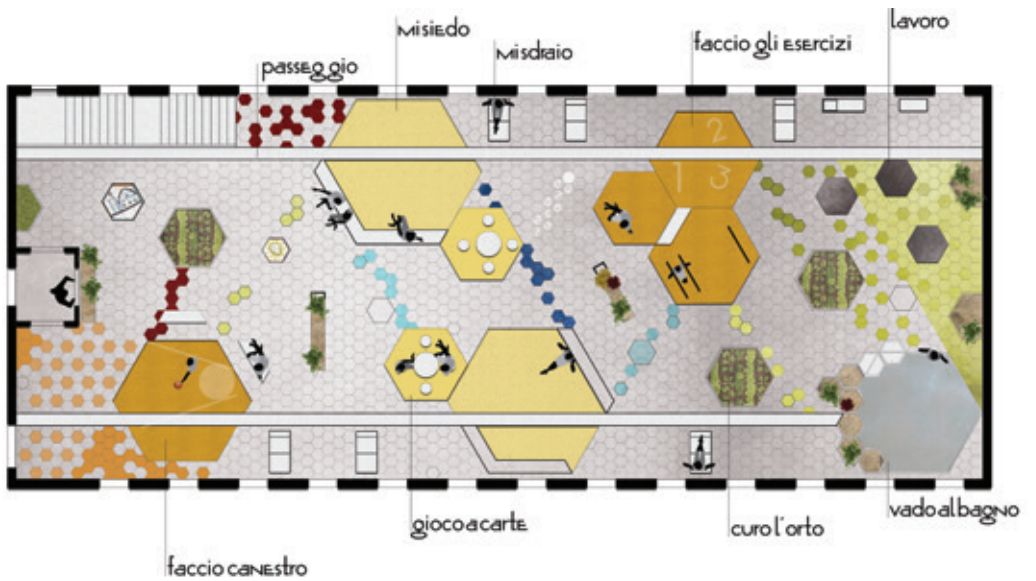 lavoro
misiedo
faccio gli esercizi
misdraio
passeggio
2
1 3
gioco a carte
curo l'orto
vado al bagno
faccio canestro